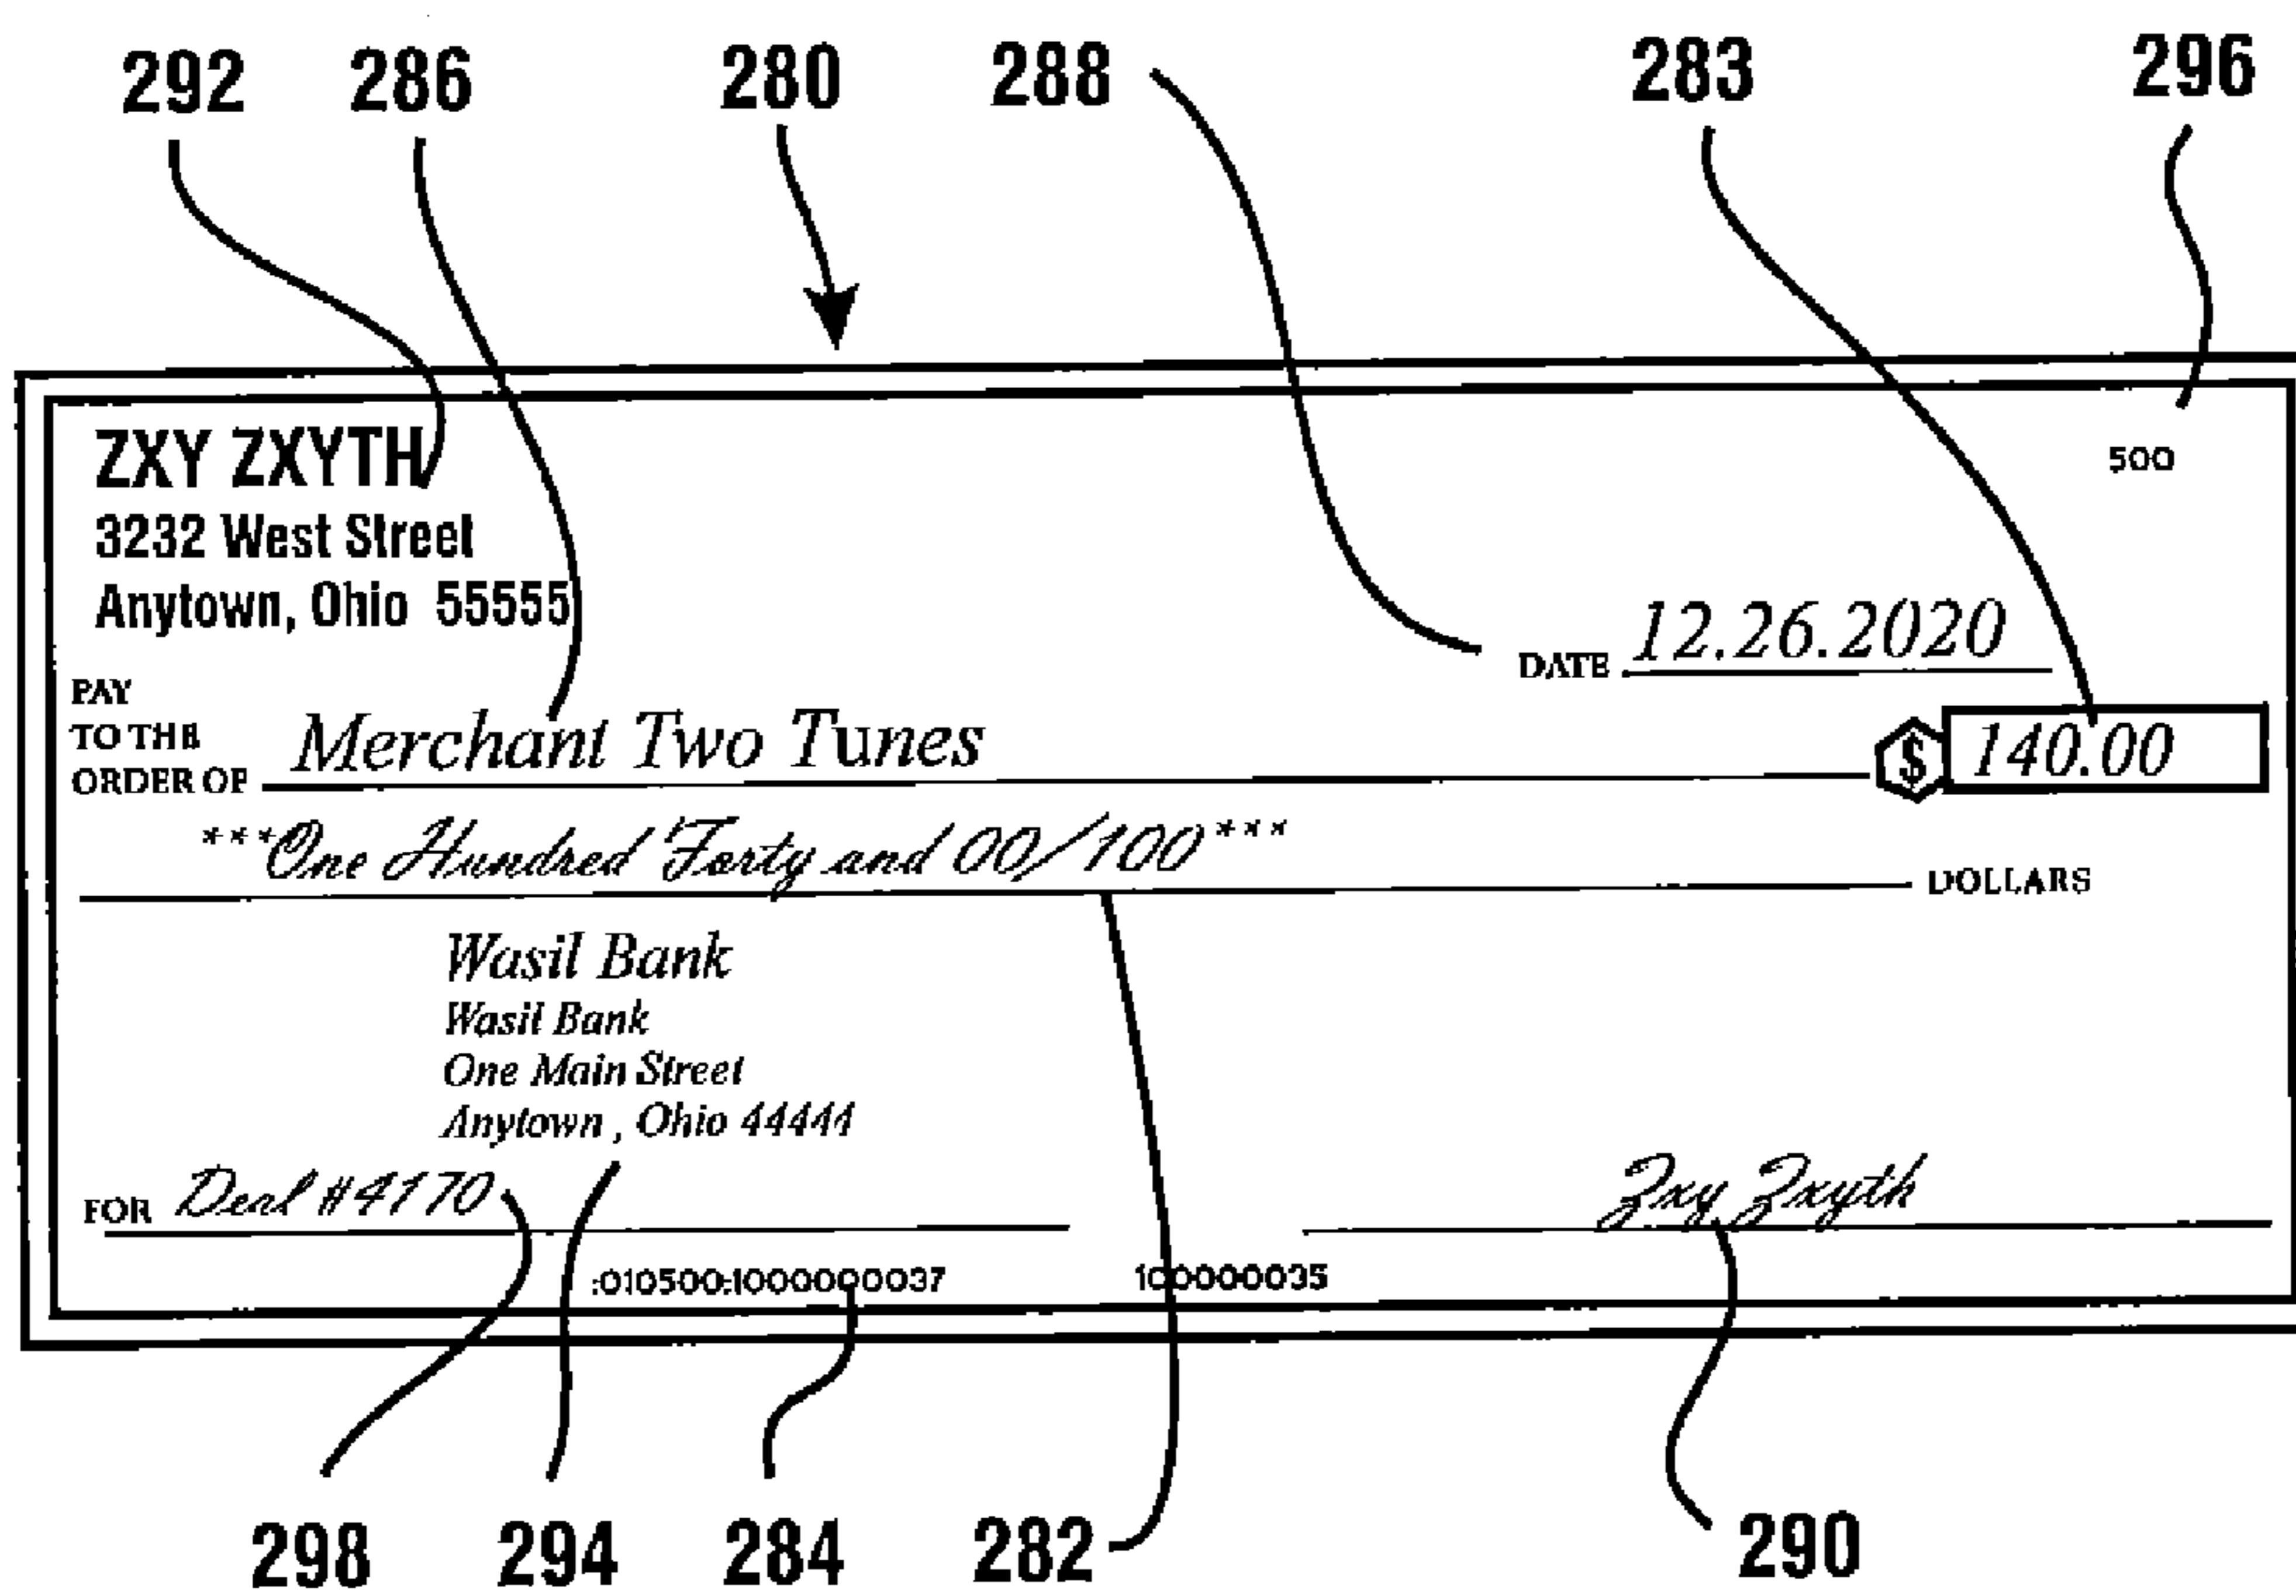 292 286 280 288 283 296
ZXY ZXYTH
500
3232 West Street
Anytown, Ohio 55555
DATE 12.26.2020
PAY
TO THE
ORDER OF Merchant Two Tunes $ 140.00
***One Hundred Forty and 00/100*** DOLLARS
Wasil Bank
Wasil Bank
One Main Street
Anytown , Ohio 44444
FOR Deal #4170 Zxy Zxyth
:010500:1000000037 100000035
298 294 284 282 290